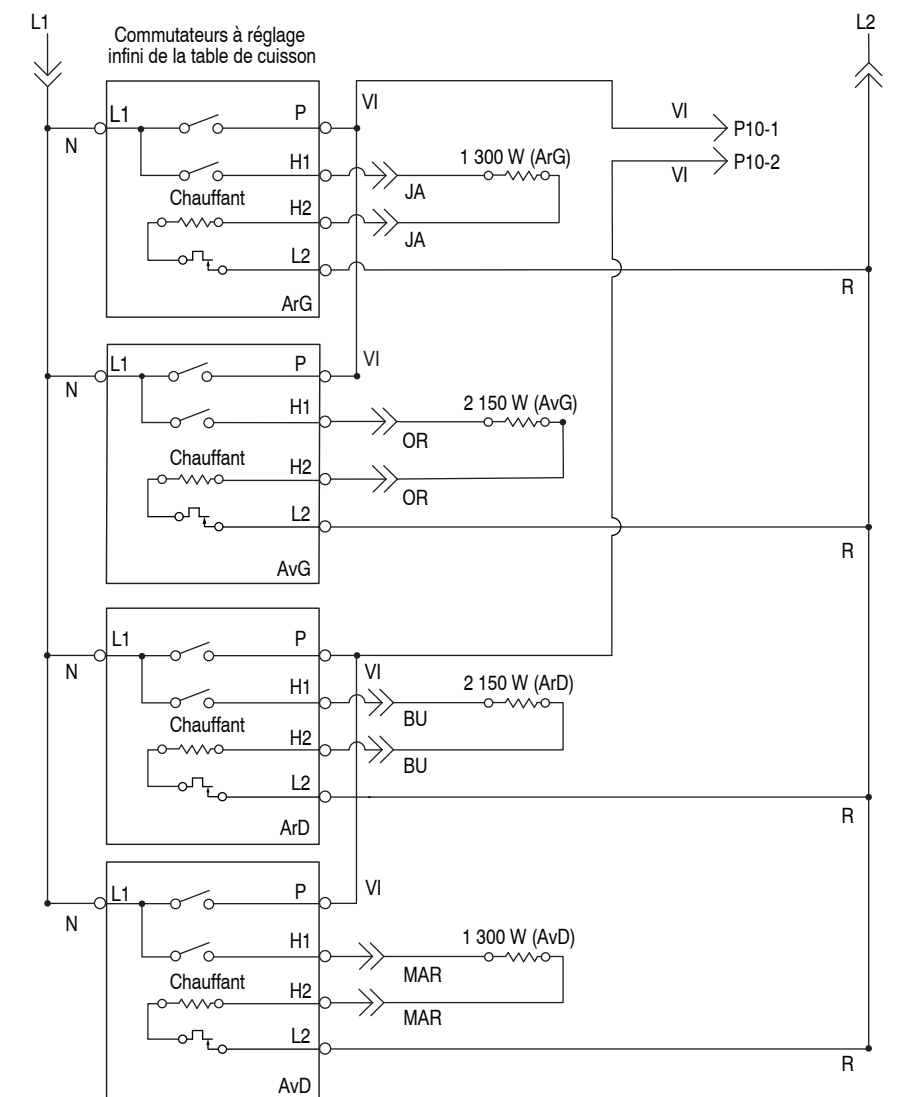 L1
L2
Commutateurs à réglage
infini de la table de cuisson
L1
P
VI
N
VI
P10-1
H1
1 300 W (ArG)
VI
P10-2
JA
Chauffant
H2
JA
L2
R
ArG
L1
P
VI
N
H1
2 150 W (AvG)
OR
Chauffant
H2
OR
L2
R
AvG
L1
P
N
VI
H1
2 150 W (ArD)
BU
Chauffant
H2
BU
L2
R
ArD
L1
P
VI
N
H1
1 300 W (AvD)
MAR
Chauffant
H2
MAR
L2
R
AvD